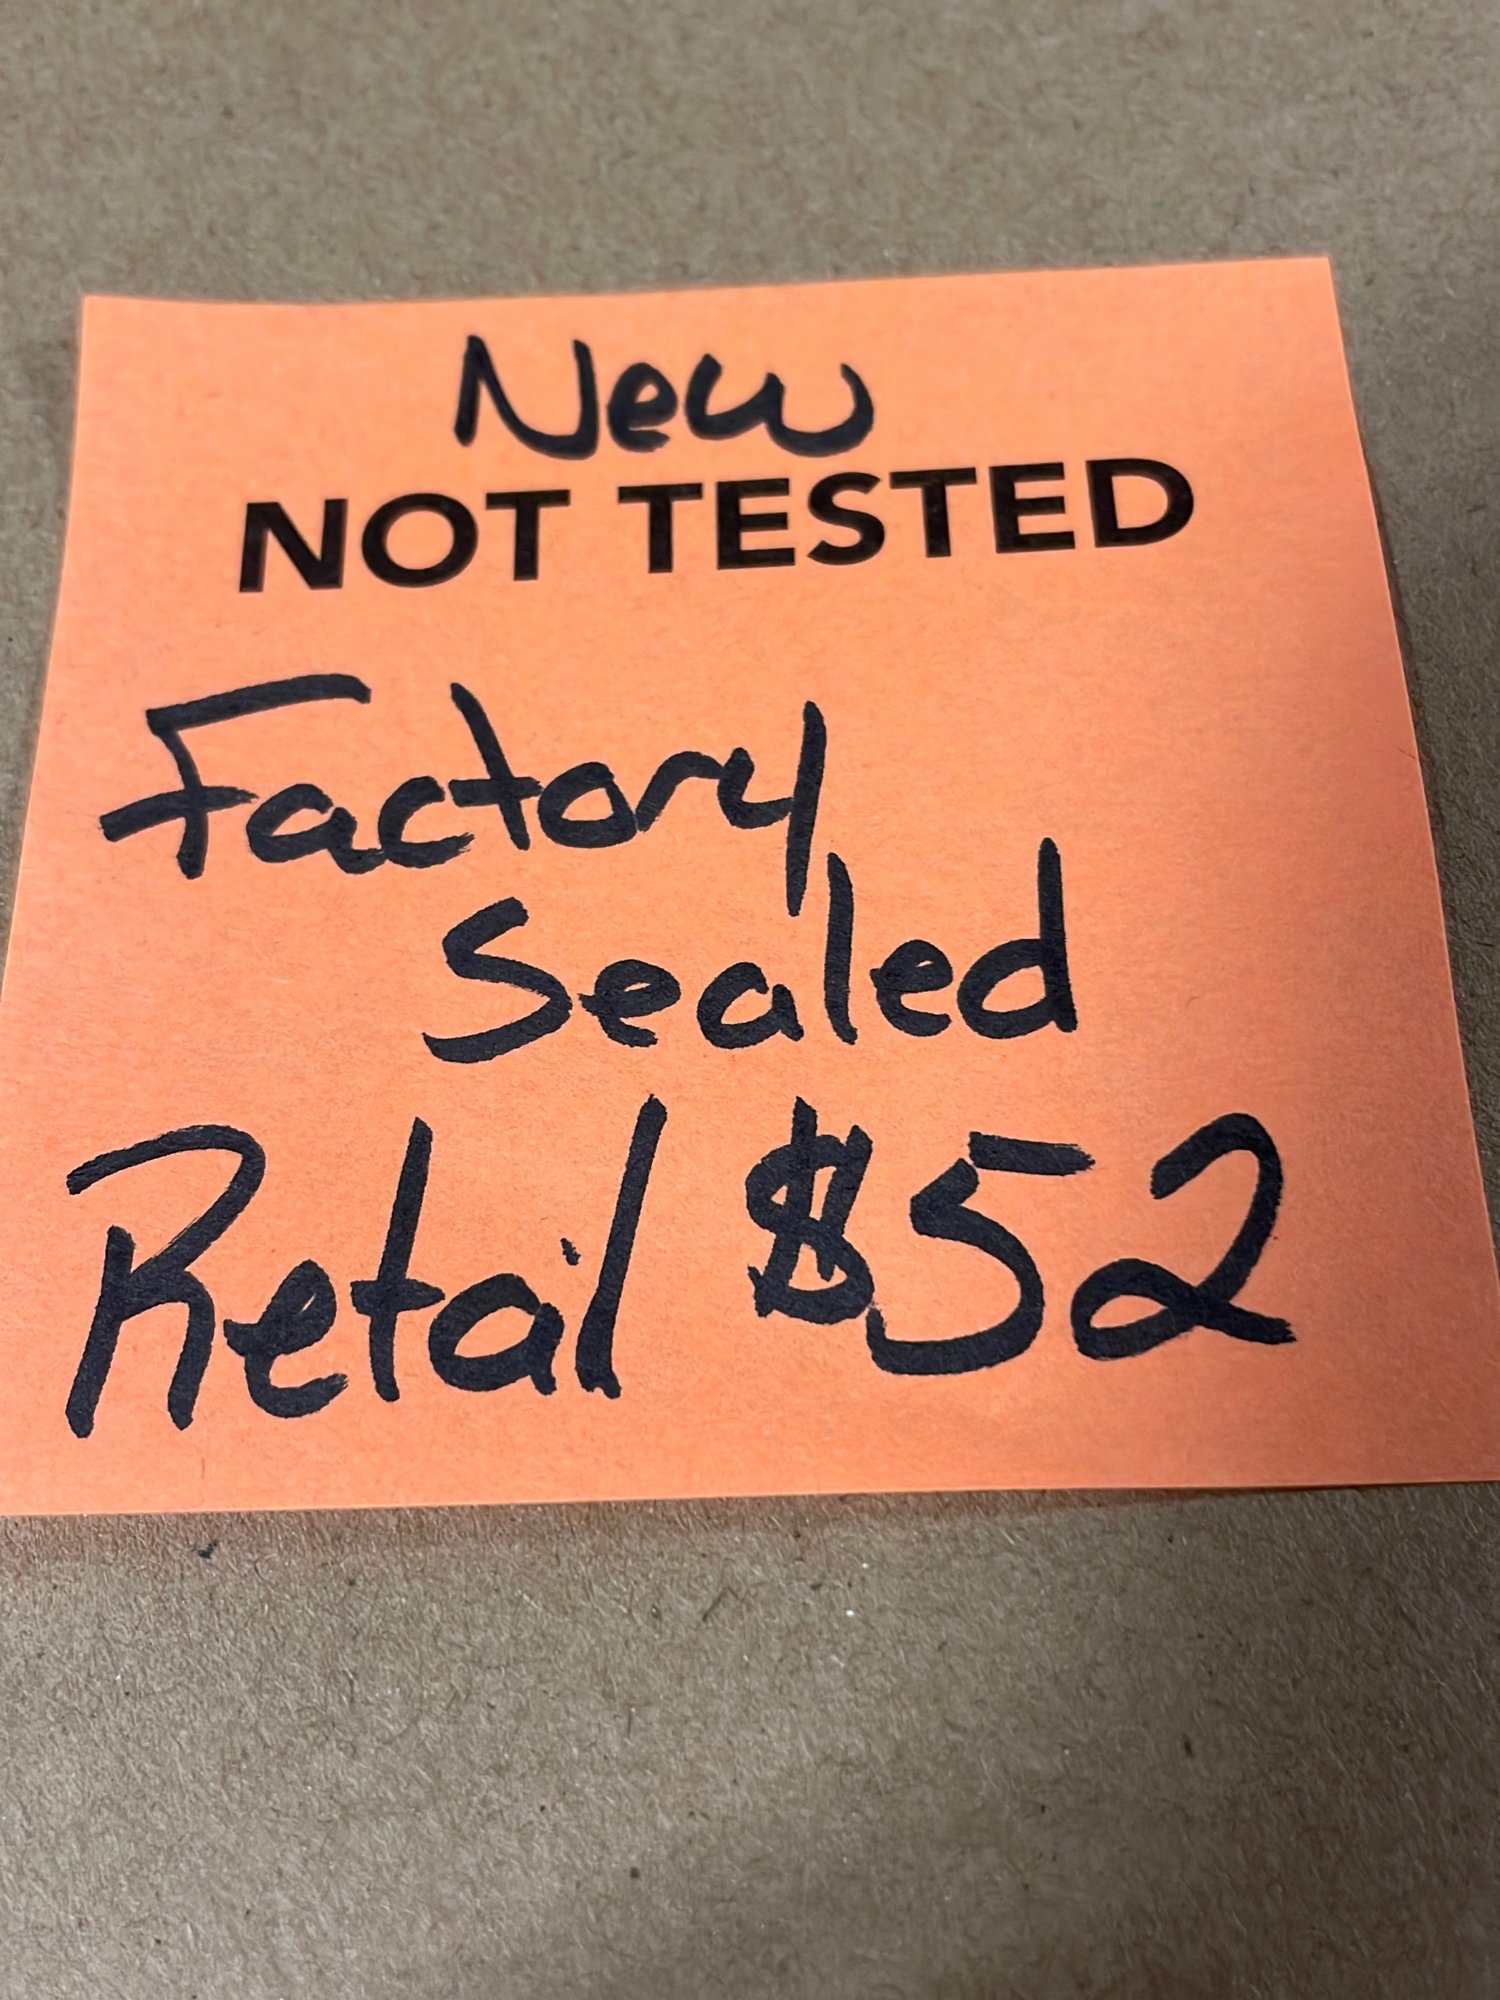 New
NOT TESTED
Factory
Sealed
Retail $52